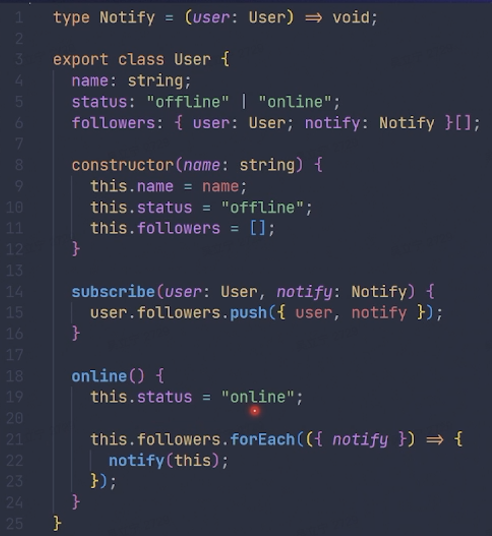 1 type Notify = (user: User) => void;
2
3 export class User {
4 name: string;
5 status: "offline" | "online";
6 followers: { user: User; notify: Notify }[];
7
8 constructor(name: string) {
9 this.name = name;
10 this.status = "offline";
11 this.followers = [];
12 }
13
14 subscribe(user: User, notify: Notify) {
15 user.followers.push({ user, notify });
16 }
17
18 online() {
19 this.status = "online";
20
21 this.followers.forEach(({ notify }) => {
22 notify(this);
23 });
24 }
25 }